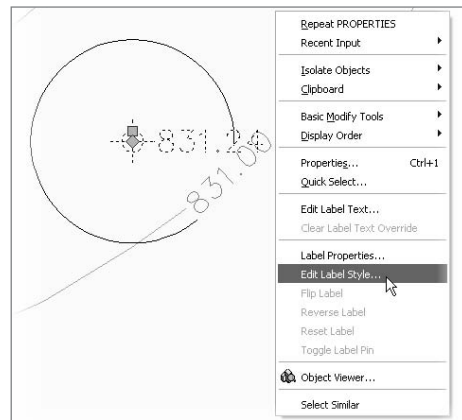 831.24
831.00
Repeat PROPERTIES
Recent Input
Isolate Objects
Clipboard
Basic Modify Tools
Display Order
Properties... Ctrl+1
Quick Select...
Edit Label Text...
Clear Label Text Override
Label Properties...
Edit Label Style...
Flip Label
Reverse Label
Reset Label
Toggle Label Pin
Object Viewer...
Select Similar